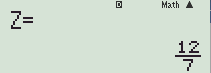 D Math ▲
Z=
12/7